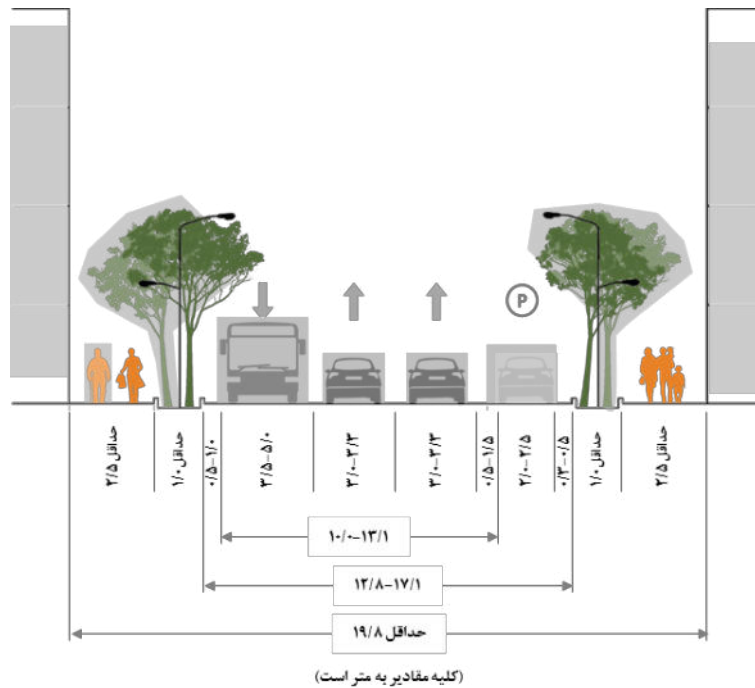 P
حداقل ۲/۵
حداقل ۱/۰
۰/۳-۰/۵
۲/۰-۲/۵
۰/۵-۱/۵
۳/۰-۳/۳
۳/۰-۳/۳
۳/۵-۵/۰
۰/۵-۱/۰
حداقل ۱/۰
حداقل ۲/۵
۱۰/۰-۱۳/۱
۱۲/۸-۱۷/۱
حداقل ۱۹/۸
(کلیه مقادیر به متر است)